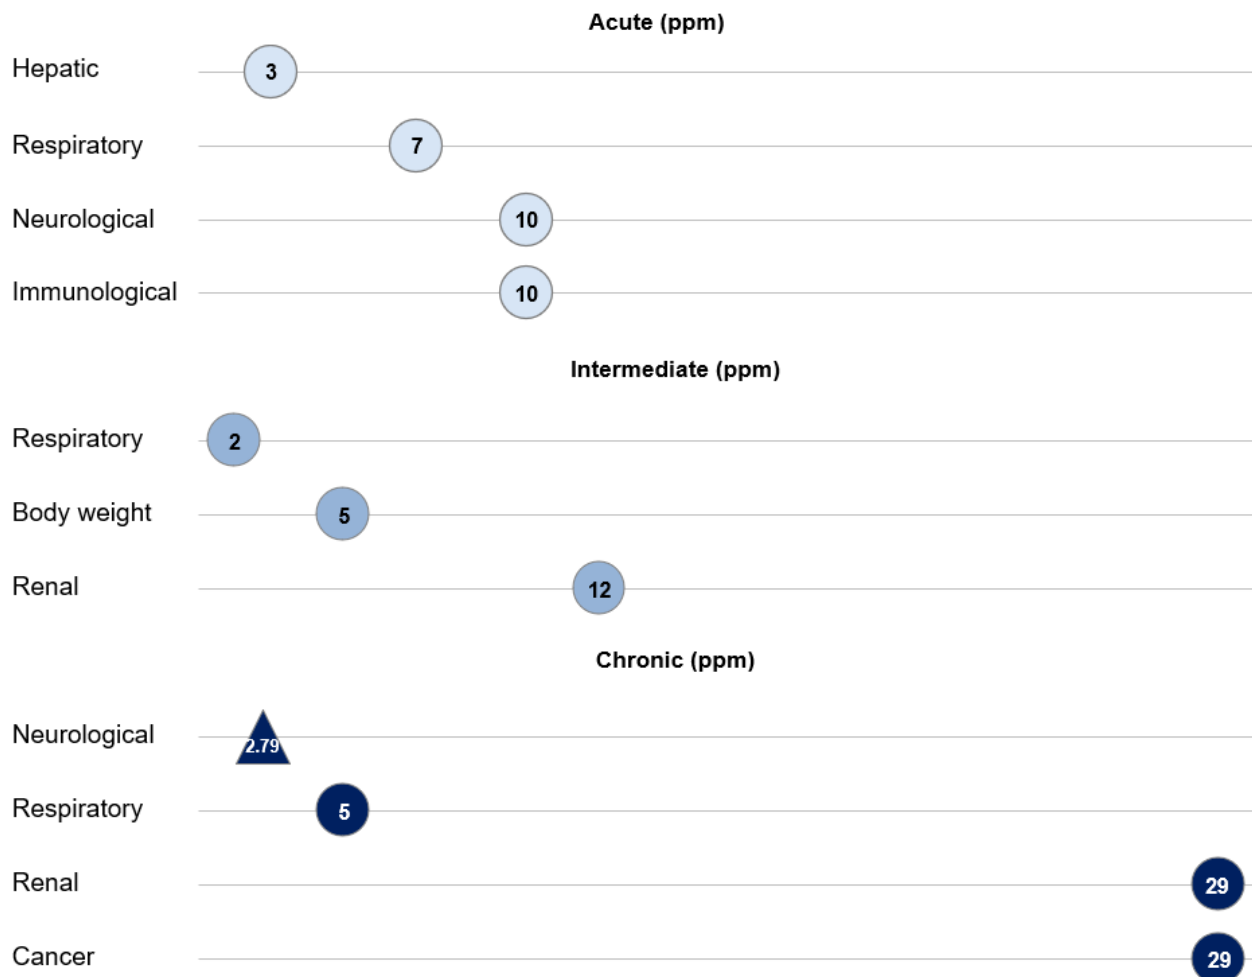 Acute (ppm)
Hepatic 3
Respiratory 7
Neurological 10
Immunological 10
Intermediate (ppm)
Respiratory 2
Body weight 5
Renal 12
Chronic (ppm)
Neurological 2.79
Respiratory 5
Renal 29
Cancer 29